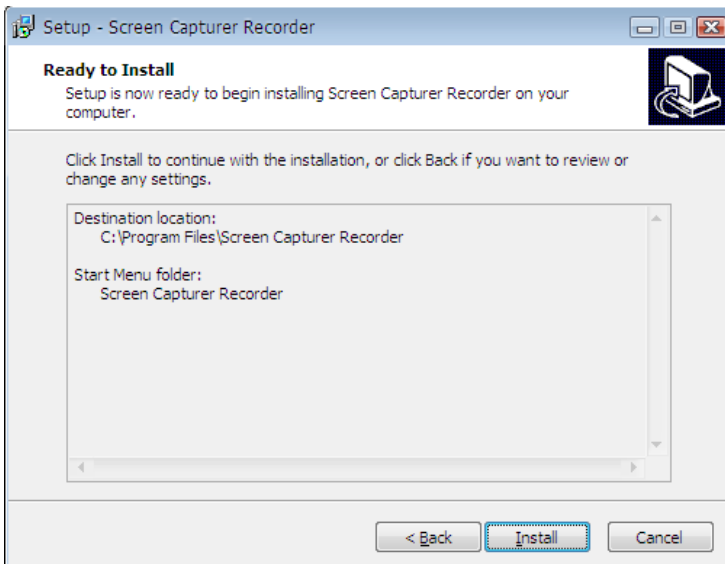 Setup - Screen Capturer Recorder
Ready to Install
Setup is now ready to begin installing Screen Capturer Recorder on your
computer.
Click Install to continue with the installation, or click Back if you want to review or
change any settings.
Destination location:
C:\Program Files\Screen Capturer Recorder
Start Menu folder:
Screen Capturer Recorder
< Back
Install
Cancel